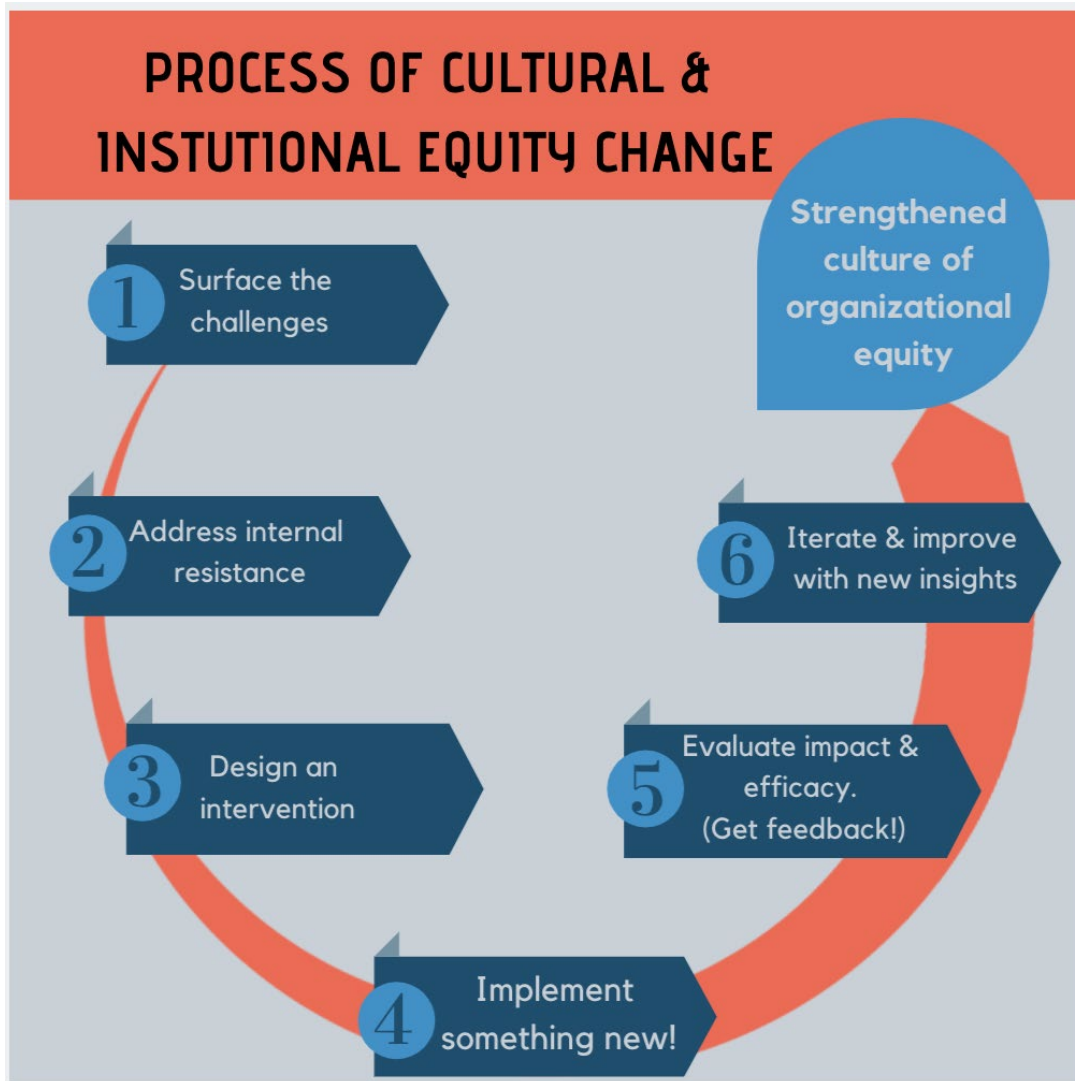 PROCESS OF CULTURAL &
INSTUTIONAL EQUITY CHANGE
Strengthened
culture of
organizational
equity
1
Surface the
challenges
2
Address internal
resistance
3
Design an
intervention
4
Implement
something new!
5
Evaluate impact &
efficacy.
(Get feedback!)
6
Iterate & improve
with new insights